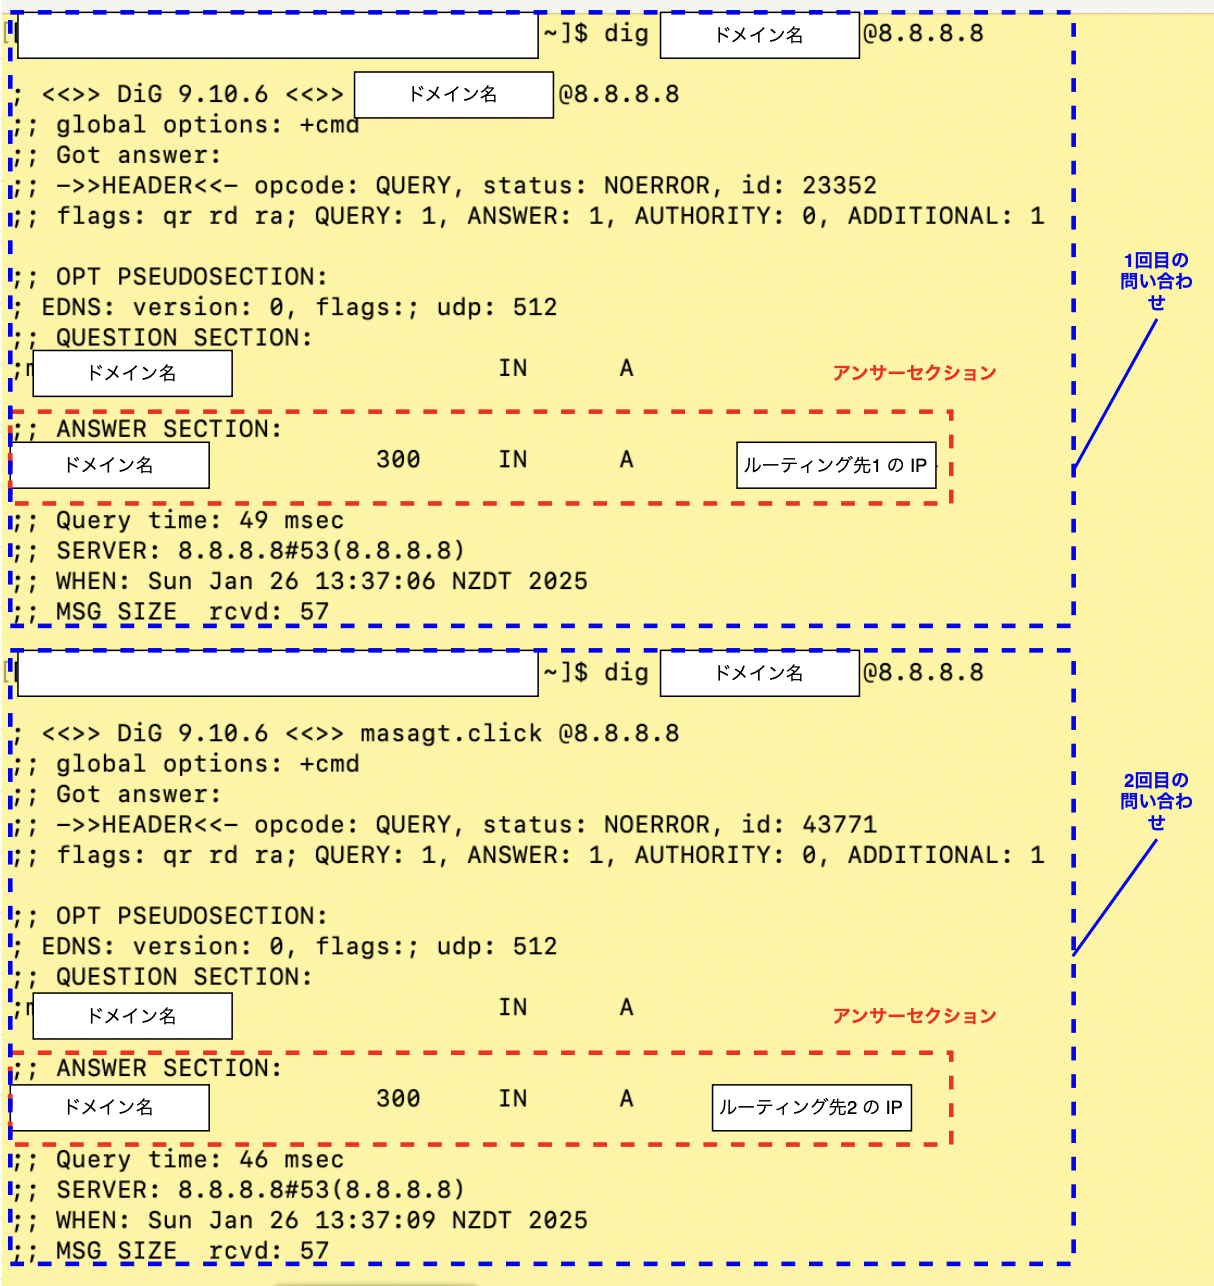 ~]$ dig ドメイン名 @8.8.8.8
; <<>> DiG 9.10.6 <<>> ドメイン名 @8.8.8.8
;; global options: +cmd
;; Got answer:
;; ->>HEADER<<- opcode: QUERY, status: NOERROR, id: 23352
;; flags: qr rd ra; QUERY: 1, ANSWER: 1, AUTHORITY: 0, ADDITIONAL: 1
1回目の
問い合わ
せ
;; OPT PSEUDOSECTION:
; EDNS: version: 0, flags:; udp: 512
;; QUESTION SECTION:
; ドメイン名 IN A
アンサーセクション
;; ANSWER SECTION:
ドメイン名 300 IN A ルーティング先1 の IP
;; Query time: 49 msec
;; SERVER: 8.8.8.8#53(8.8.8.8)
;; WHEN: Sun Jan 26 13:37:06 NZDT 2025
;; MSG SIZE rcvd: 57
~]$ dig ドメイン名 @8.8.8.8
; <<>> DiG 9.10.6 <<>> masagt.click @8.8.8.8
;; global options: +cmd
;; Got answer:
;; ->>HEADER<<- opcode: QUERY, status: NOERROR, id: 43771
;; flags: qr rd ra; QUERY: 1, ANSWER: 1, AUTHORITY: 0, ADDITIONAL: 1
2回目の
問い合わ
せ
;; OPT PSEUDOSECTION:
; EDNS: version: 0, flags:; udp: 512
;; QUESTION SECTION:
; ドメイン名 IN A
アンサーセクション
;; ANSWER SECTION:
ドメイン名 300 IN A ルーティング先2 の IP
;; Query time: 46 msec
;; SERVER: 8.8.8.8#53(8.8.8.8)
;; WHEN: Sun Jan 26 13:37:09 NZDT 2025
;; MSG SIZE rcvd: 57